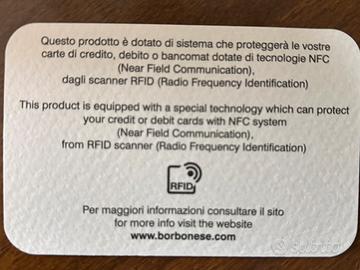 Questo prodotto è dotato di sistema che proteggerà le vostre
carte di credito, debito o bancomat dotate di tecnologie NFC
(Near Field Communication),
dagli scanner RFID (Radio Frequency Identification)
This product is equipped with a special technology which can protect
your credit or debit cards with NFC system
(Near Field Communication),
from RFID scanner (Radio Frequency Identification)
RFID
Per maggiori informazioni consultare il sito
for more info visit the website
www.borbonese.com
subito